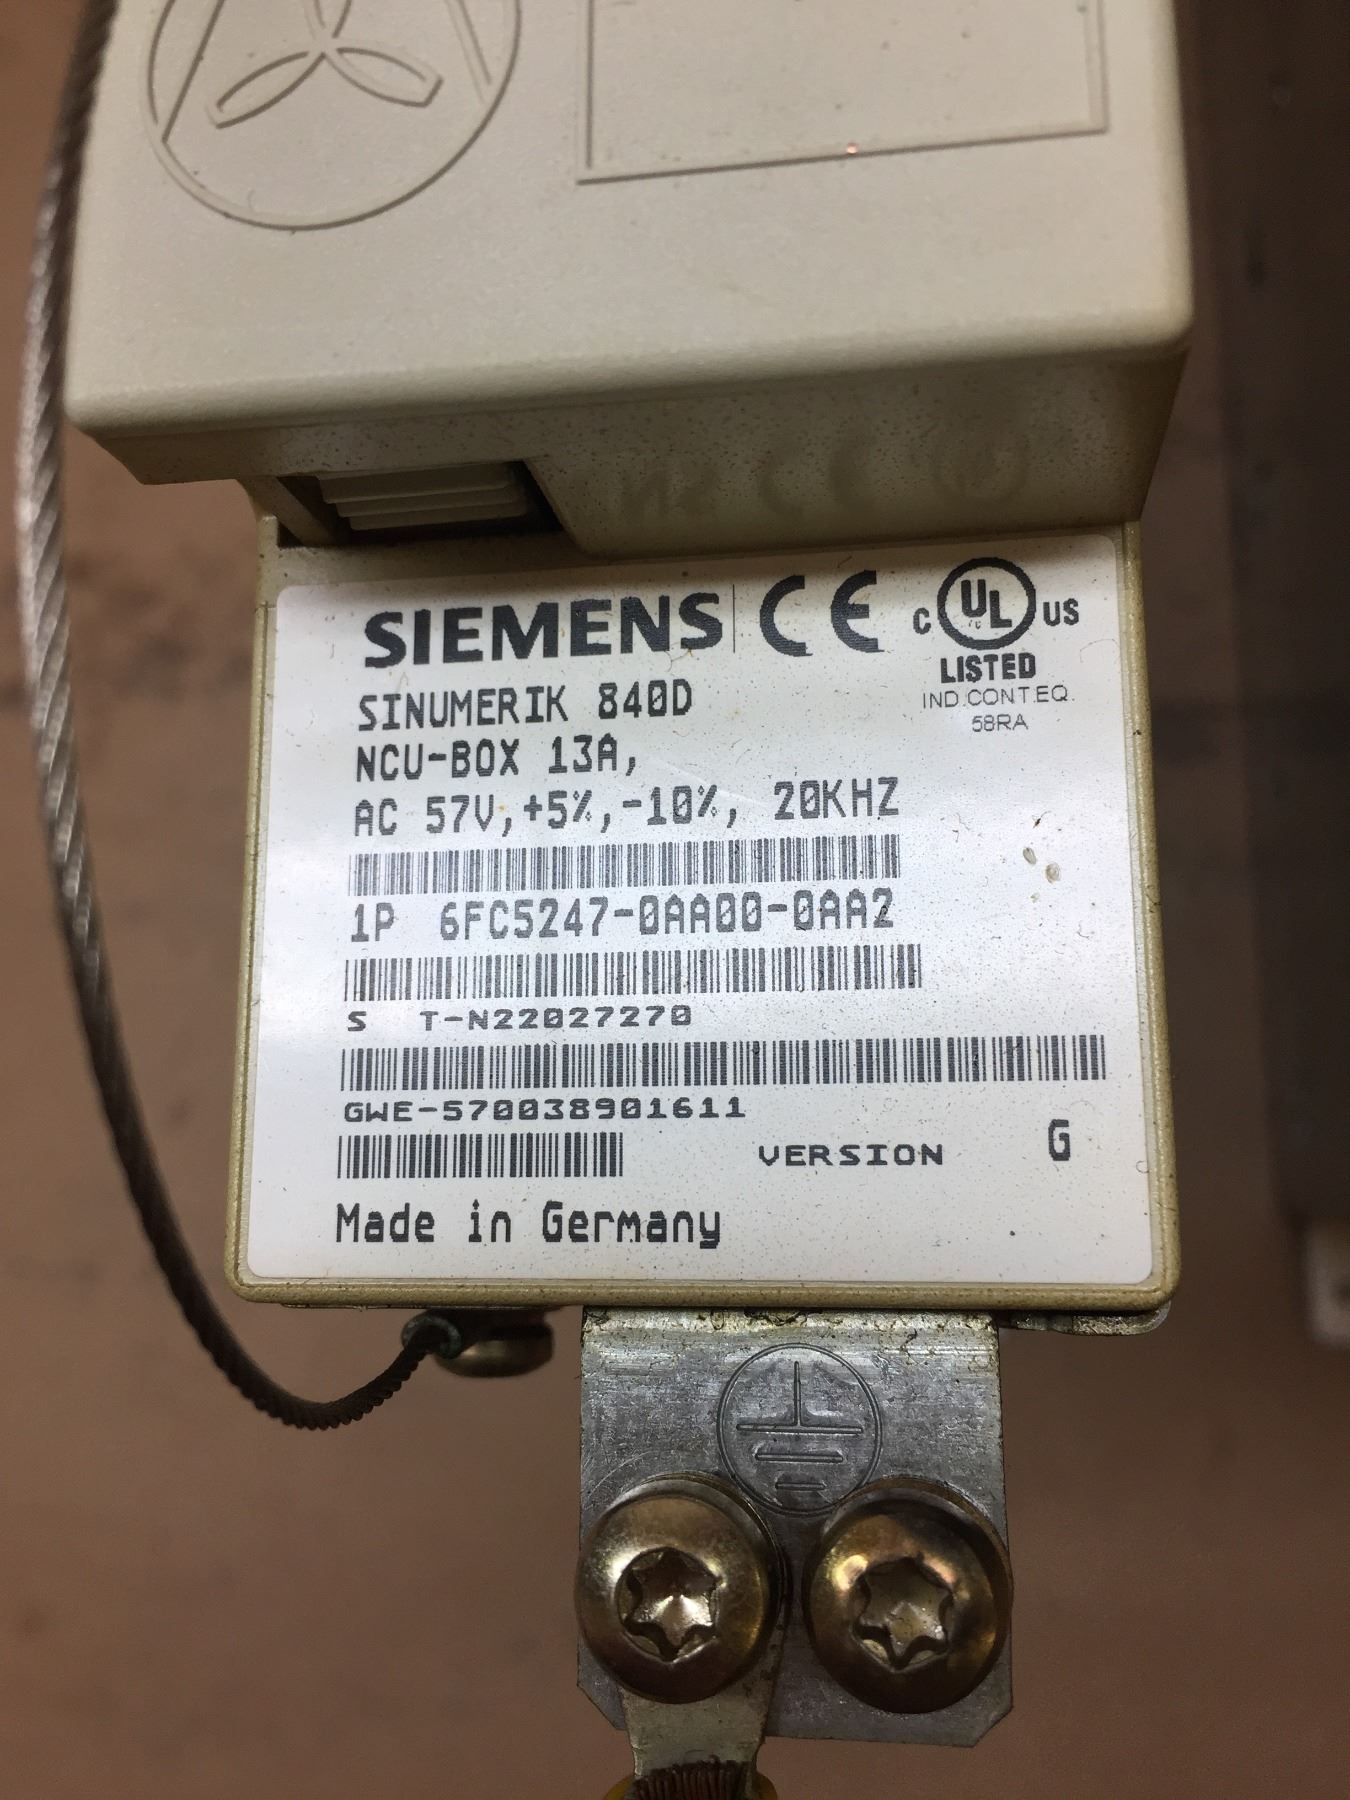 SIEMENS CE C UL US
LISTED
IND.CONT.EQ.
58RA
SINUMERIK 840D
NCU-BOX 13A,
AC 57V,+5%,-10%, 20KHZ
1P 6FC5247-0AA00-0AA2
S T-N22027270
GWE-570038901611
VERSION G
Made in Germany